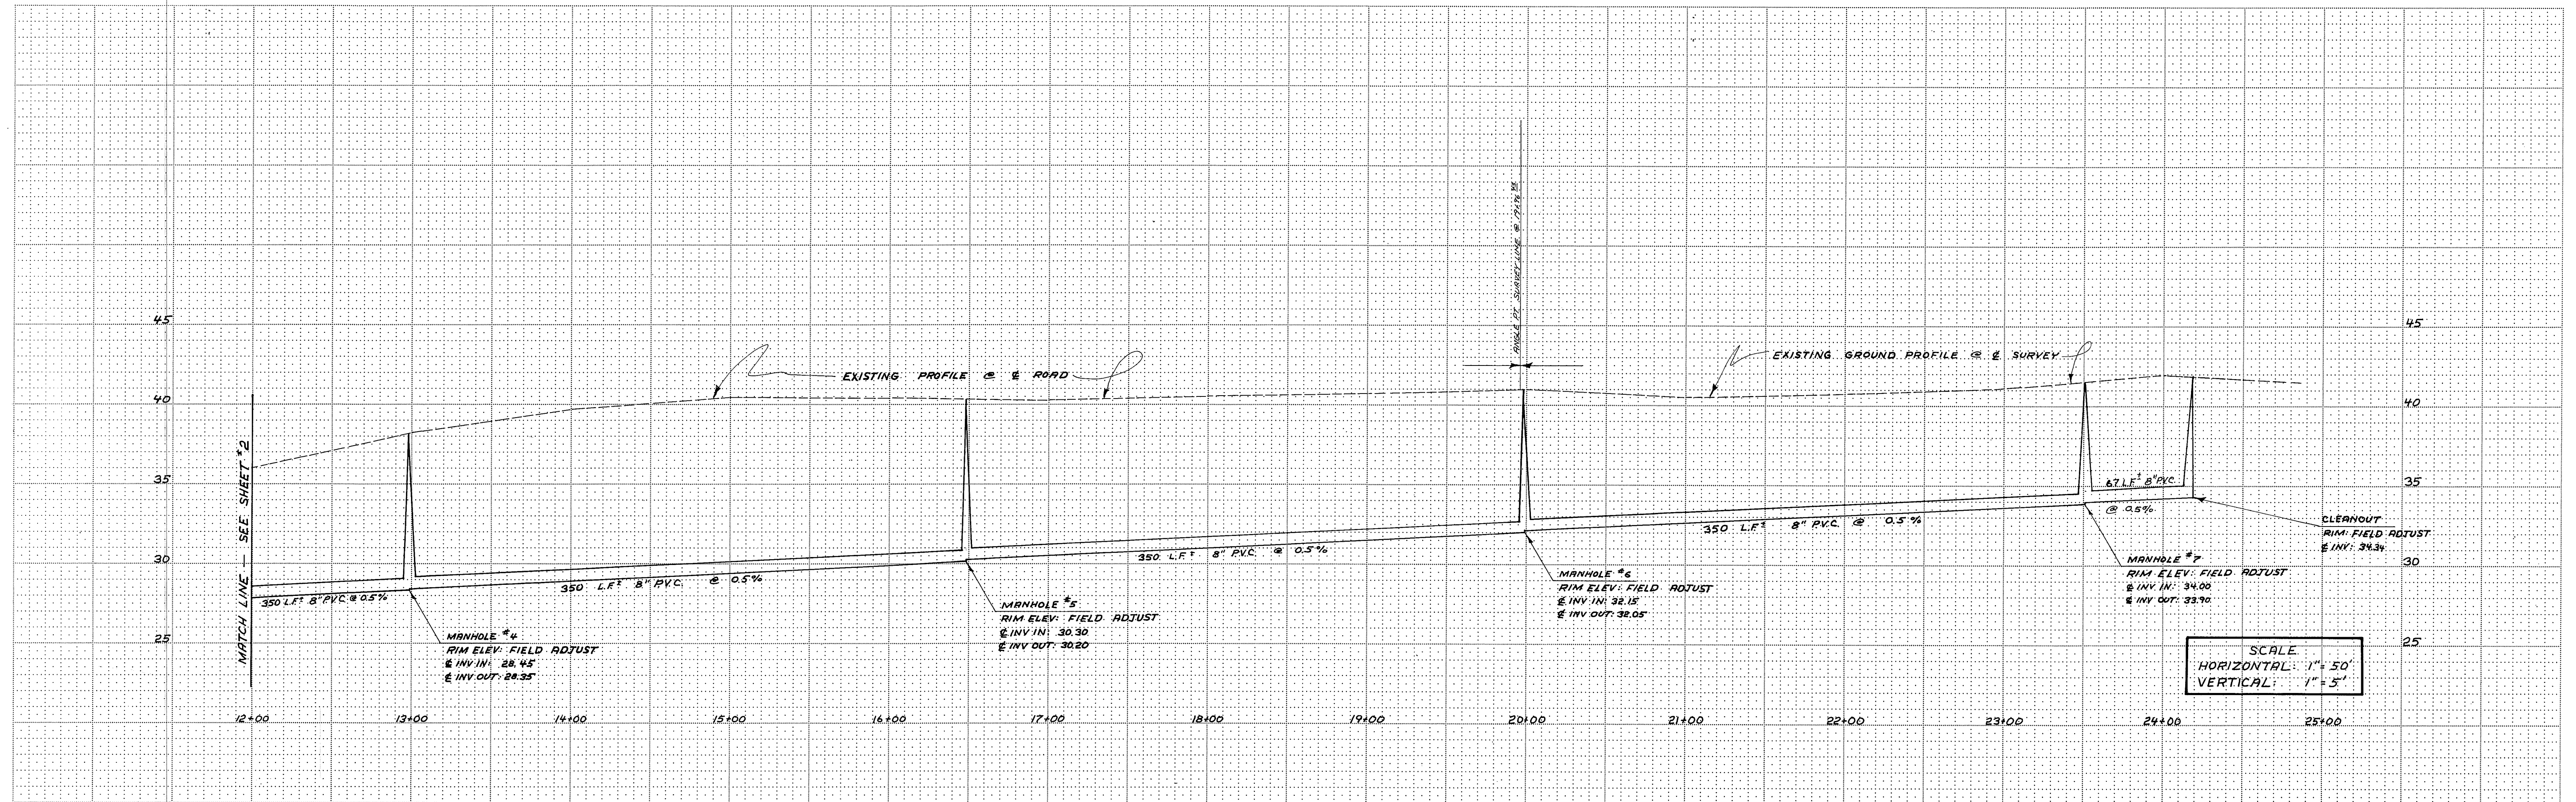 ANGLE PT SURVEY LINE @ 19+96
45
45
EXISTING PROFILE @ ℄ ROAD
EXISTING GROUND PROFILE @ ℄ SURVEY
40
40
MATCH LINE — SEE SHEET #2
35
35
67 L.F.± 8" P.V.C.
@ 0.5%
CLEANOUT
RIM: FIELD ADJUST
℄ INV: 34.34
350 L.F.± 8" P.V.C. @ 0.5%
350 L.F.± 8" P.V.C. @ 0.5%
350 L.F.± 8" P.V.C. @ 0.5%
350 L.F.± 8" P.V.C. @ 0.5%
30
30
MANHOLE #4
RIM ELEV: FIELD ADJUST
℄ INV IN: 28.45
℄ INV OUT: 28.35
MANHOLE #5
RIM ELEV: FIELD ADJUST
℄ INV IN: 30.30
℄ INV OUT: 30.20
MANHOLE #6
RIM ELEV: FIELD ADJUST
℄ INV IN: 32.15
℄ INV OUT: 32.05
MANHOLE #7
RIM ELEV: FIELD ADJUST
℄ INV IN: 34.00
℄ INV OUT: 33.90
25
25
SCALE
HORIZONTAL: 1" = 50'
VERTICAL: 1" = 5'
12+00 13+00 14+00 15+00 16+00 17+00 18+00 19+00 20+00 21+00 22+00 23+00 24+00 25+00